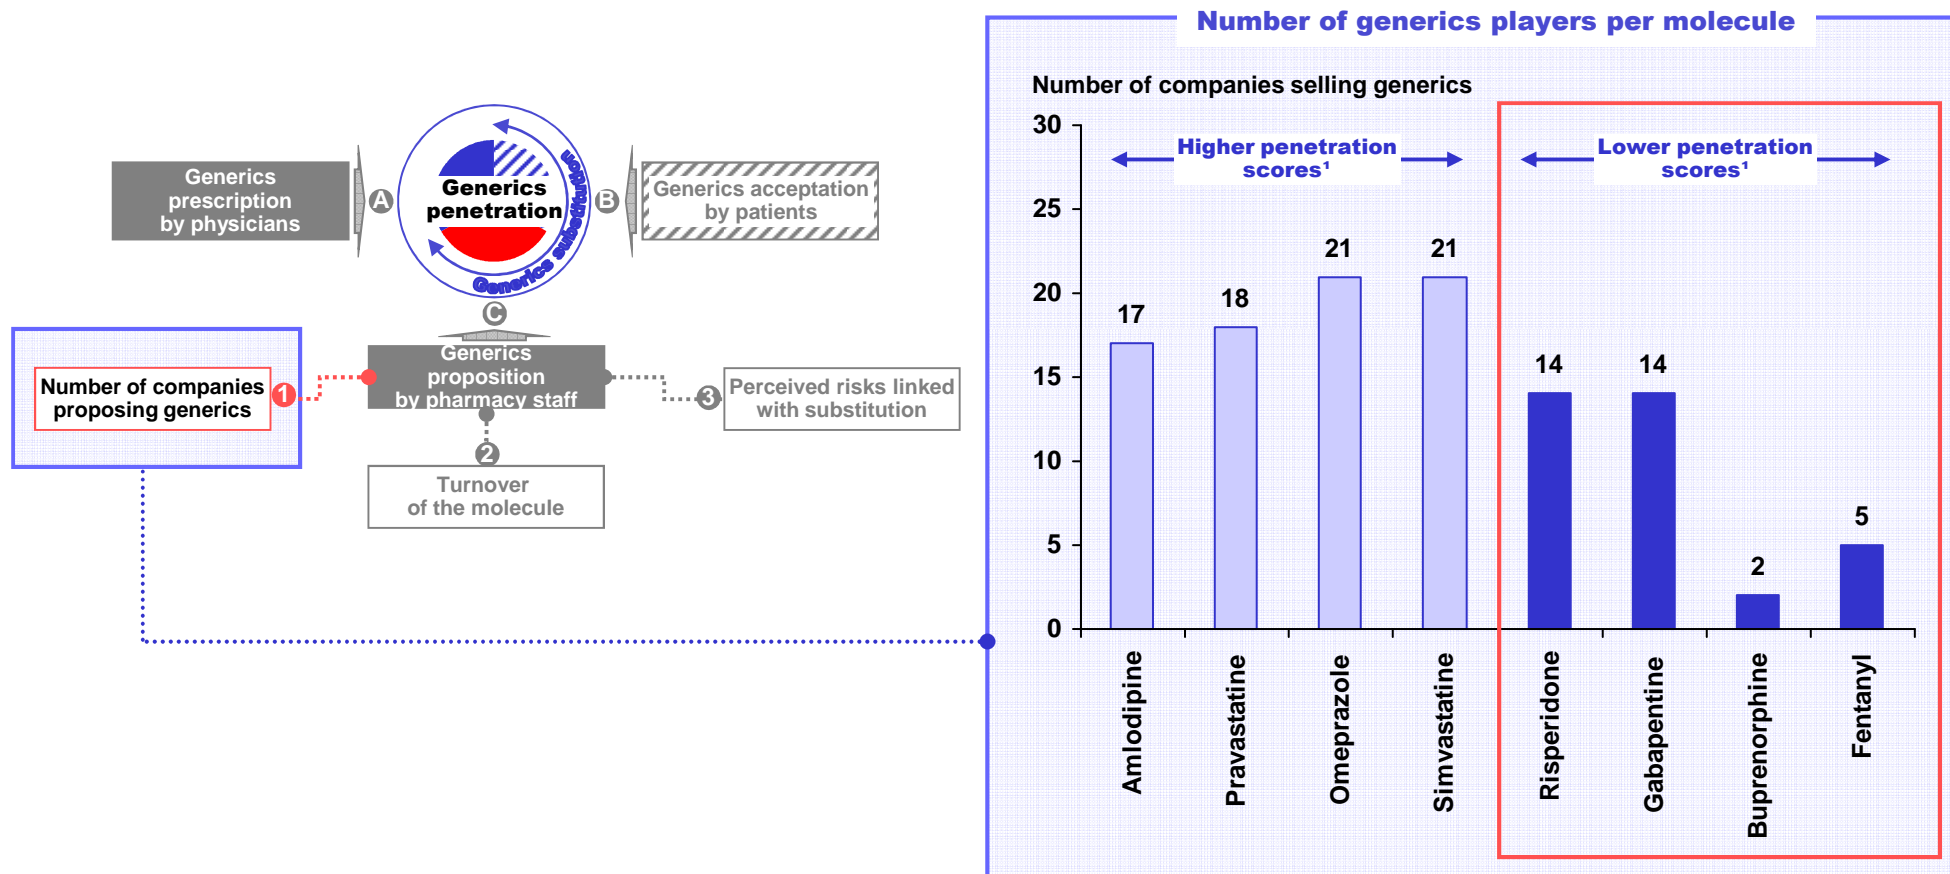 Number of generics players per molecule
Generics
prescription
by physicians
A
Generics
penetration
Generics substitution
B
Generics acceptation
by patients
C
Number of companies
proposing generics
1
Generics
proposition
by pharmacy staff
3
Perceived risks linked
with substitution
2
Turnover
of the molecule
Number of companies selling generics
30
25
20
15
10
5
0
Higher penetration
scores¹
Lower penetration
scores¹
17
18
21
21
14
14
2
5
Amlodipine
Pravastatine
Omeprazole
Simvastatine
Risperidone
Gabapentine
Buprenorphine
Fentanyl